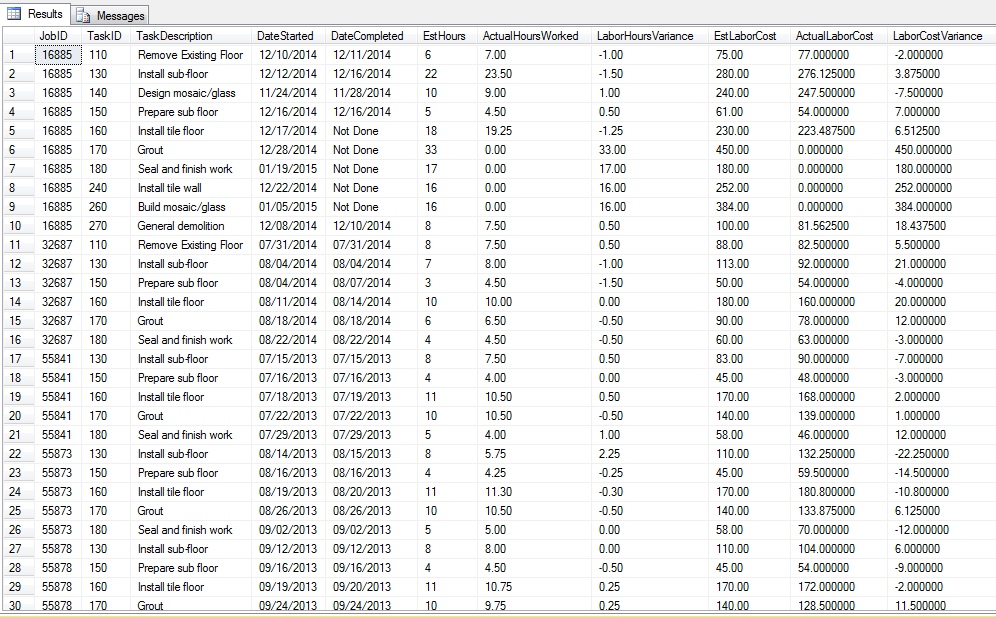 Results Messages
JobID TaskID TaskDescription DateStarted DateCompleted EstHours ActualHoursWorked LaborHoursVariance EstLaborCost ActualLaborCost LaborCostVariance
1 16885 110 Remove Existing Floor 12/10/2014 12/11/2014 6 7.00 -1.00 75.00 77.000000 -2.000000
2 16885 130 Install sub-floor 12/12/2014 12/16/2014 22 23.50 -1.50 280.00 276.125000 3.875000
3 16885 140 Design mosaic/glass 11/24/2014 11/28/2014 10 9.00 1.00 240.00 247.500000 -7.500000
4 16885 150 Prepare sub floor 12/16/2014 12/16/2014 5 4.50 0.50 61.00 54.000000 7.000000
5 16885 160 Install tile floor 12/17/2014 Not Done 18 19.25 -1.25 230.00 223.487500 6.512500
6 16885 170 Grout 12/28/2014 Not Done 33 0.00 33.00 450.00 0.000000 450.000000
7 16885 180 Seal and finish work 01/19/2015 Not Done 17 0.00 17.00 180.00 0.000000 180.000000
8 16885 240 Install tile wall 12/22/2014 Not Done 16 0.00 16.00 252.00 0.000000 252.000000
9 16885 260 Build mosaic/glass 01/05/2015 Not Done 16 0.00 16.00 384.00 0.000000 384.000000
10 16885 270 General demolition 12/08/2014 12/10/2014 8 7.50 0.50 100.00 81.562500 18.437500
11 32687 110 Remove Existing Floor 07/31/2014 07/31/2014 8 7.50 0.50 88.00 82.500000 5.500000
12 32687 130 Install sub-floor 08/04/2014 08/04/2014 7 8.00 -1.00 113.00 92.000000 21.000000
13 32687 150 Prepare sub floor 08/04/2014 08/07/2014 3 4.50 -1.50 50.00 54.000000 -4.000000
14 32687 160 Install tile floor 08/11/2014 08/14/2014 10 10.00 0.00 180.00 160.000000 20.000000
15 32687 170 Grout 08/18/2014 08/18/2014 6 6.50 -0.50 90.00 78.000000 12.000000
16 32687 180 Seal and finish work 08/22/2014 08/22/2014 4 4.50 -0.50 60.00 63.000000 -3.000000
17 55841 130 Install sub-floor 07/15/2013 07/15/2013 8 7.50 0.50 83.00 90.000000 -7.000000
18 55841 150 Prepare sub floor 07/16/2013 07/16/2013 4 4.00 0.00 45.00 48.000000 -3.000000
19 55841 160 Install tile floor 07/18/2013 07/19/2013 11 10.50 0.50 170.00 168.000000 2.000000
20 55841 170 Grout 07/22/2013 07/22/2013 10 10.50 -0.50 140.00 139.000000 1.000000
21 55841 180 Seal and finish work 07/29/2013 07/29/2013 5 4.00 1.00 58.00 46.000000 12.000000
22 55873 130 Install sub-floor 08/14/2013 08/15/2013 8 5.75 2.25 110.00 132.250000 -22.250000
23 55873 150 Prepare sub floor 08/16/2013 08/16/2013 4 4.25 -0.25 45.00 59.500000 -14.500000
24 55873 160 Install tile floor 08/19/2013 08/20/2013 11 11.30 -0.30 170.00 180.800000 -10.800000
25 55873 170 Grout 08/26/2013 08/26/2013 10 10.50 -0.50 140.00 133.875000 6.125000
26 55873 180 Seal and finish work 09/02/2013 09/02/2013 5 5.00 0.00 58.00 70.000000 -12.000000
27 55878 130 Install sub-floor 09/12/2013 09/12/2013 8 8.00 0.00 110.00 104.000000 6.000000
28 55878 150 Prepare sub floor 09/16/2013 09/16/2013 4 4.50 -0.50 45.00 54.000000 -9.000000
29 55878 160 Install tile floor 09/19/2013 09/20/2013 11 10.75 0.25 170.00 172.000000 -2.000000
30 55878 170 Grout 09/24/2013 09/24/2013 10 9.75 0.25 140.00 128.500000 11.500000